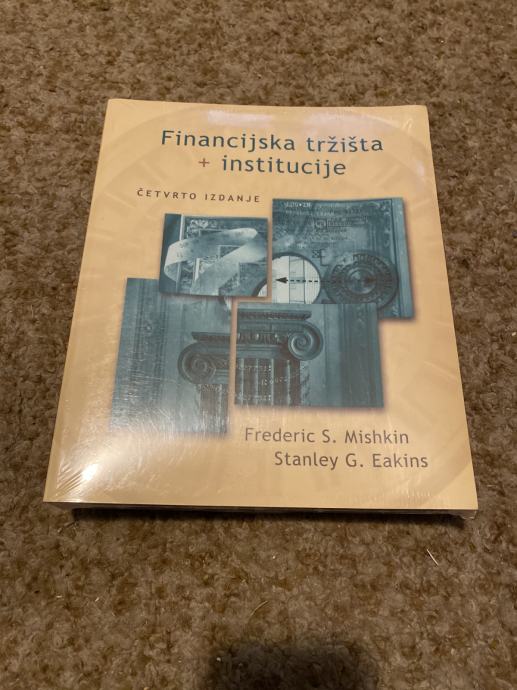 Financijska tržišta
+ institucije
ČETVRTO IZDANJE
Frederic S. Mishkin
Stanley G. Eakins